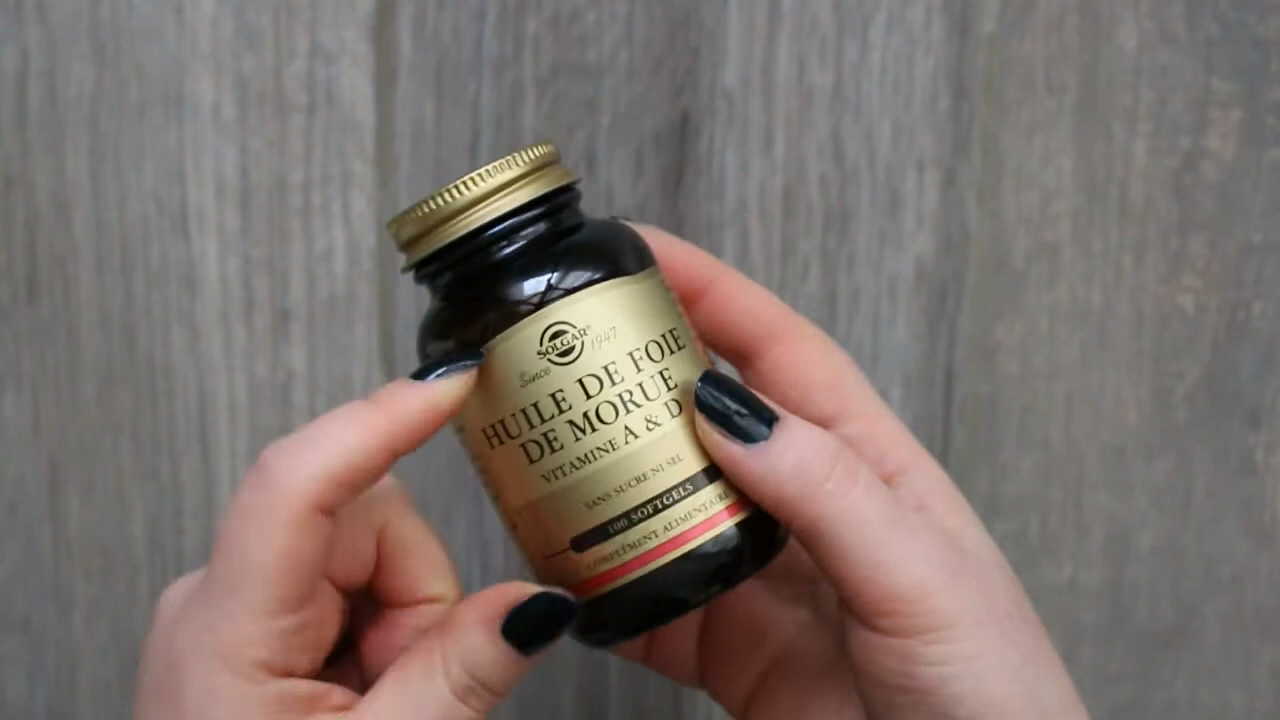 SOLGAR®
Since 1947
HUILE DE FOIE
DE MORUE
VITAMINE A & D
SANS SUCRE NI SEL
100 SOFTGELS
COMPLÉMENT ALIMENTAIRE